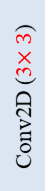 Conv2D (3× 3)